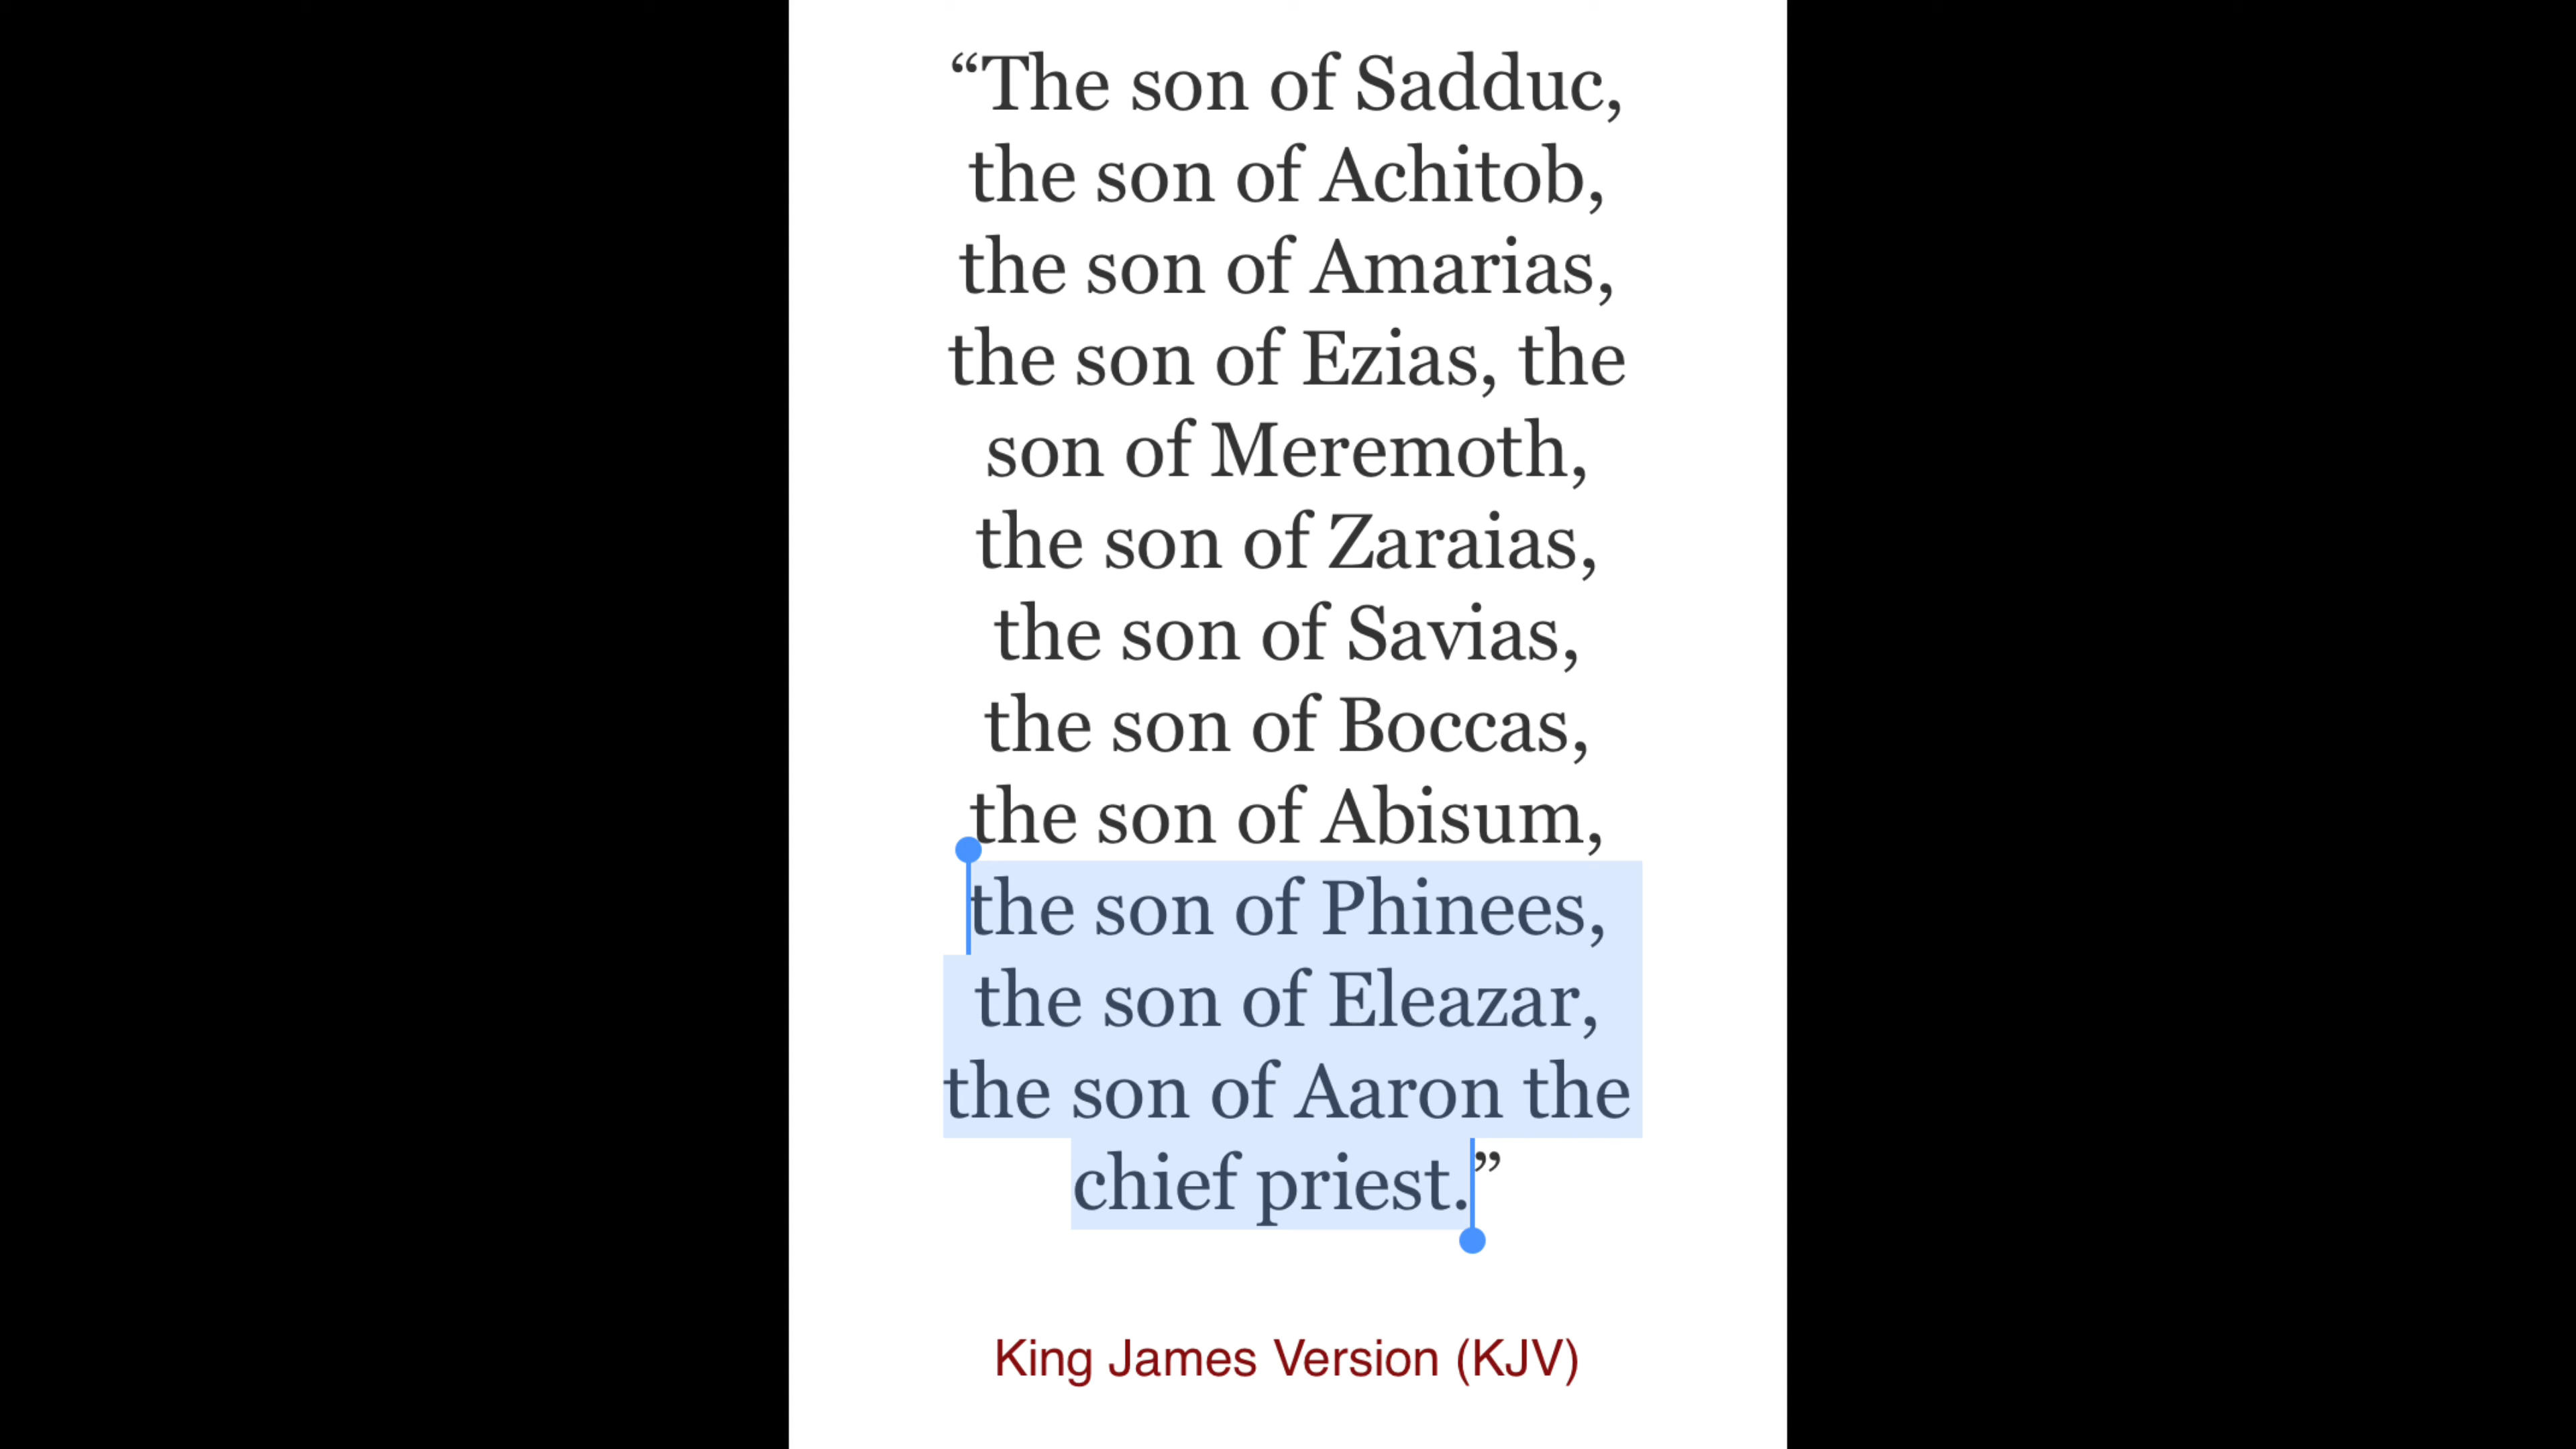 “The son of Sadduc,
the son of Achitob,
the son of Amarias,
the son of Ezias, the
son of Meremoth,
the son of Zaraias,
the son of Savias,
the son of Boccas,
the son of Abisum,
the son of Phinees,
the son of Eleazar,
the son of Aaron the
chief priest.”
King James Version (KJV)